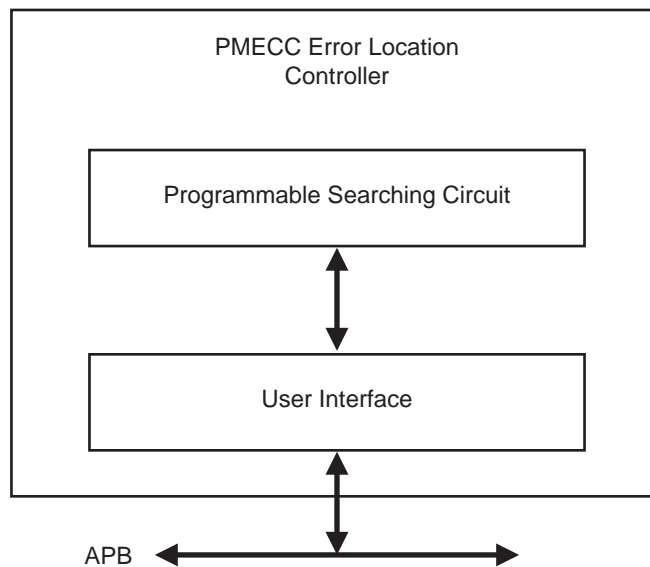 PMECC Error Location
Controller
Programmable Searching Circuit
User Interface
APB